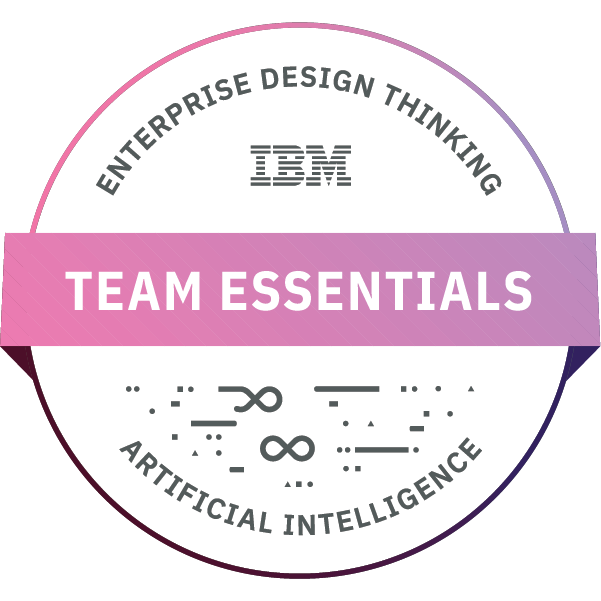 ENTERPRISE DESIGN THINKING
IBM
TEAM ESSENTIALS
ARTIFICIAL INTELLIGENCE